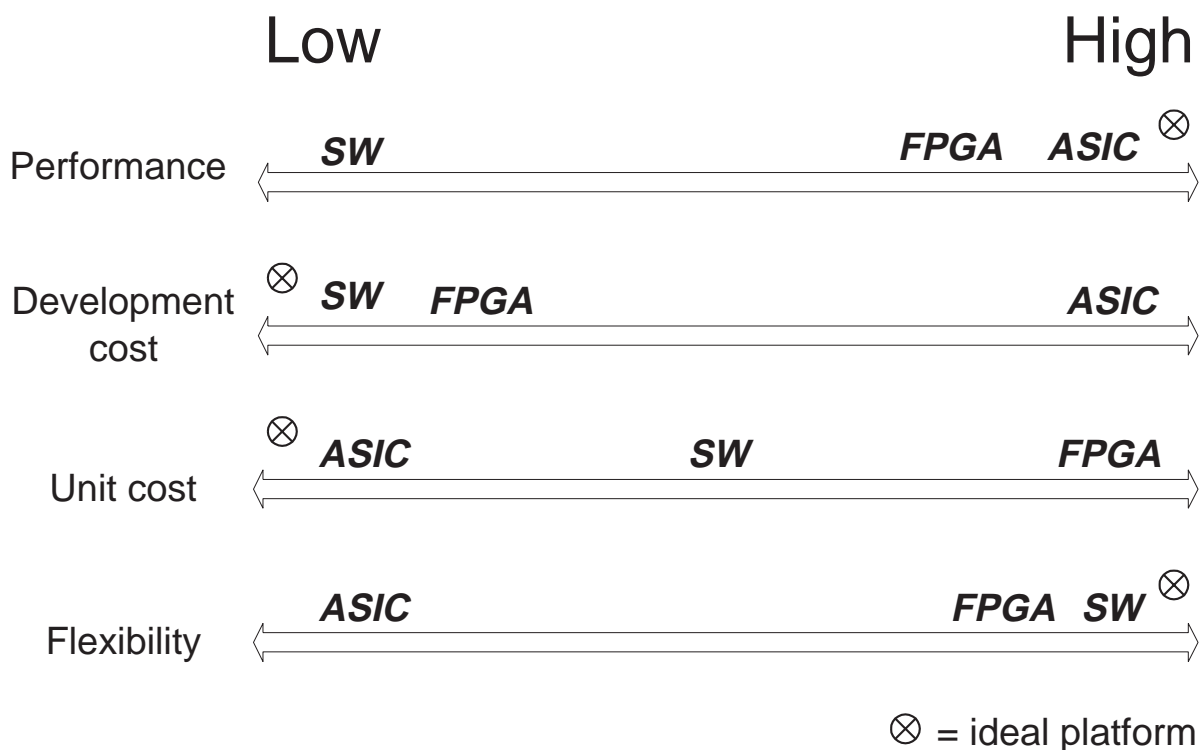 Low High
Performance SW FPGA ASIC ⊗
Development cost ⊗ SW FPGA ASIC
Unit cost ⊗ ASIC SW FPGA
Flexibility ASIC FPGA SW ⊗
⊗ = ideal platform